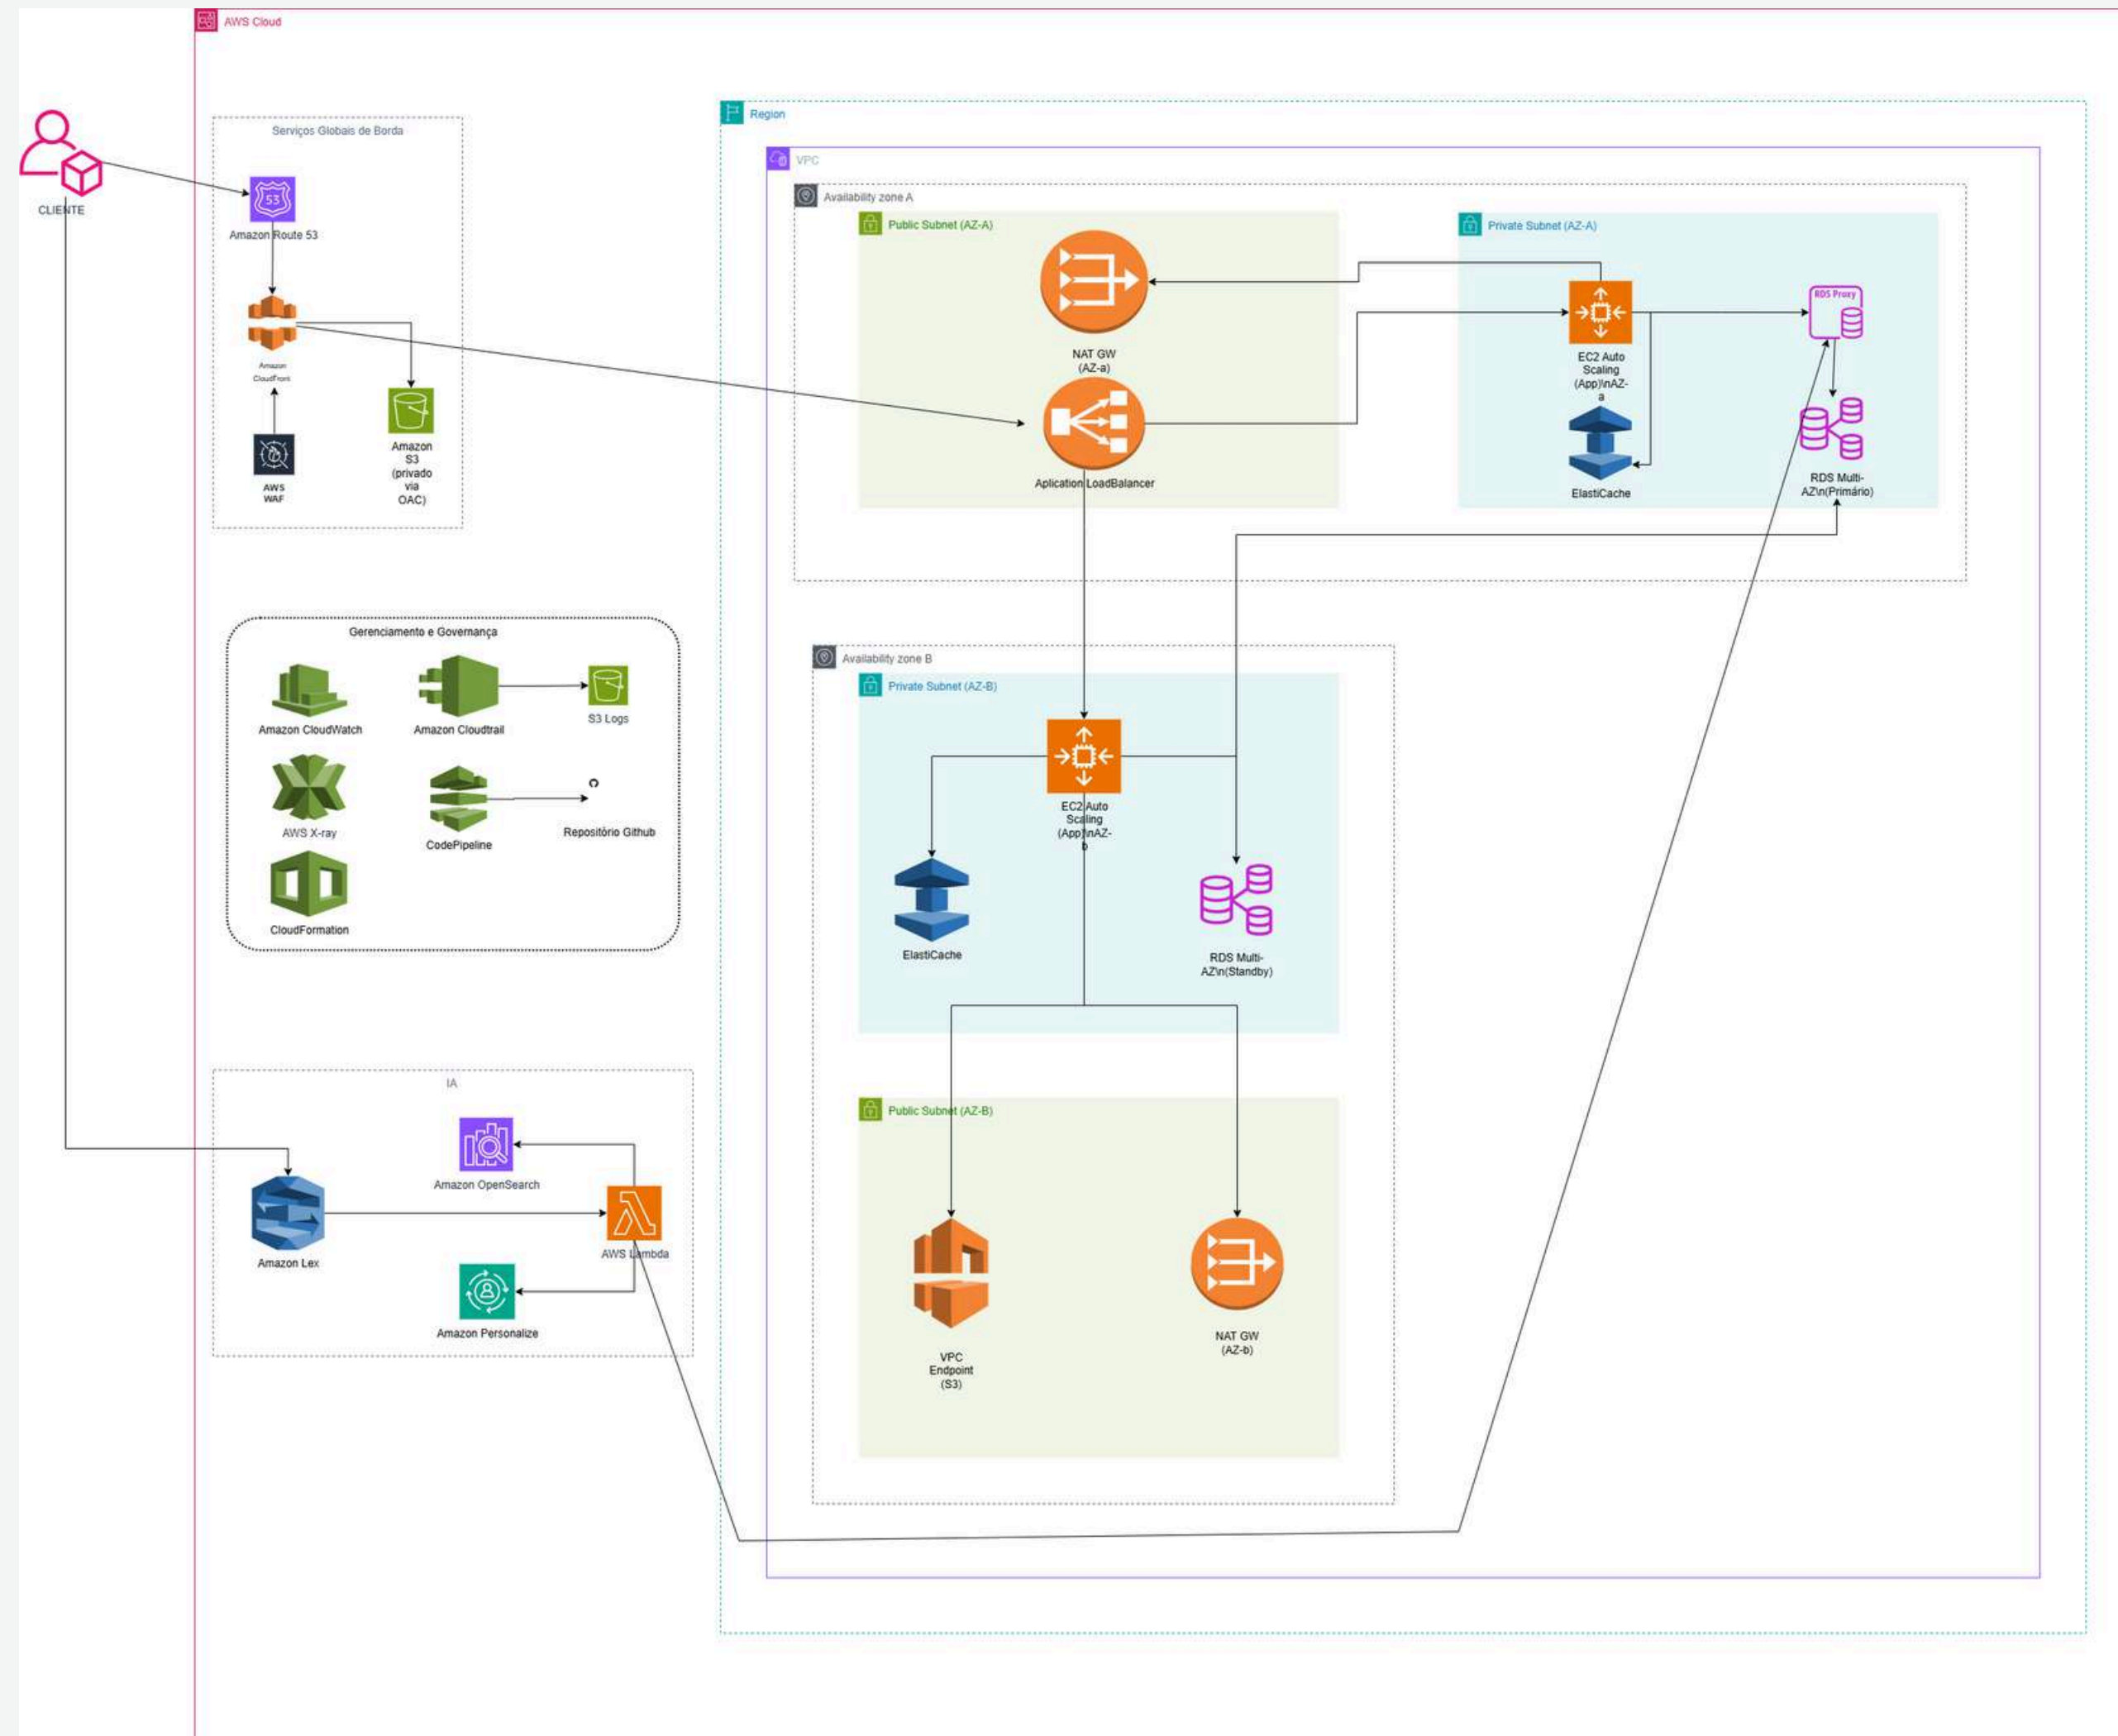 AWS Cloud
CLIENTE
Serviços Globais de Borda
53
Amazon Route 53
Amazon
CloudFront
AWS
WAF
Amazon
S3
(privado
via
OAC)
Region
VPC
Availability zone A
Public Subnet (AZ-A)
NAT GW
(AZ-a)
Aplication LoadBalancer
Private Subnet (AZ-A)
EC2 Auto
Scaling
(App)\nAZ-
a
ElastiCache
RDS Proxy
RDS Multi-
AZ\n(Primário)
Gerenciamento e Governança
Amazon CloudWatch
Amazon Cloudtrail
S3 Logs
AWS X-ray
CodePipeline
Repositório Github
CloudFormation
Availability zone B
Private Subnet (AZ-B)
EC2 Auto
Scaling
(App)\nAZ-
b
ElastiCache
RDS Multi-
AZ\n(Standby)
Public Subnet (AZ-B)
VPC
Endpoint
(S3)
NAT GW
(AZ-b)
IA
Amazon OpenSearch
Amazon Lex
AWS Lambda
Amazon Personalize